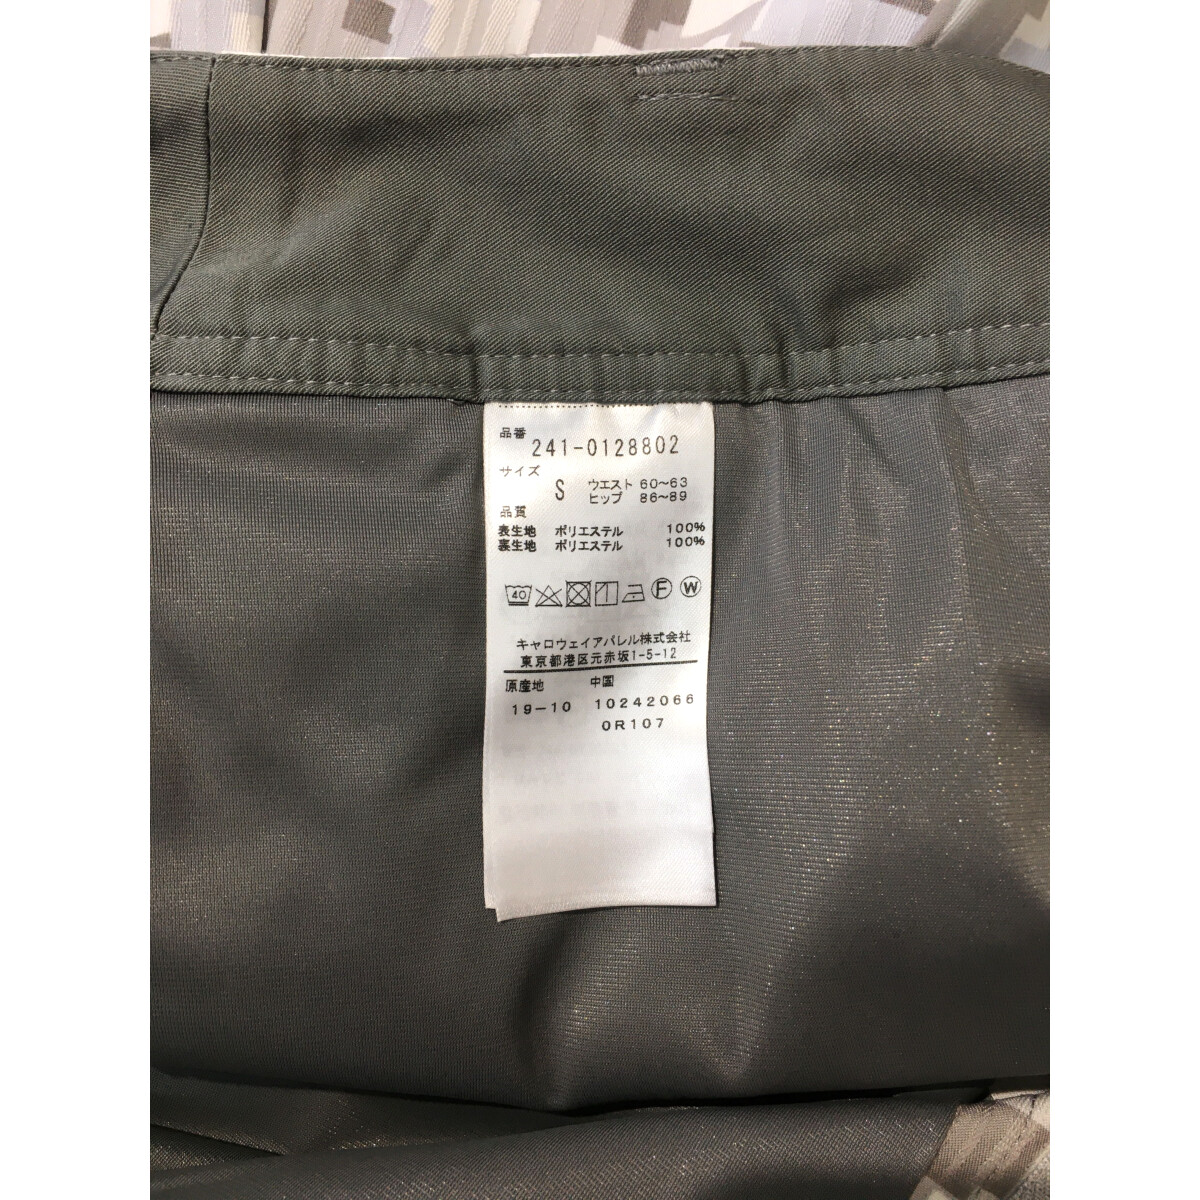 品番
241-0128802
サイズ
S ウエスト 60~63
ヒップ 86~89
品質
表生地 ポリエステル 100%
裏生地 ポリエステル 100%
40 F W
キャロウェイアパレル株式会社
東京都港区元赤坂1-5-12
原産地 中国
19-10 10242066
0R107